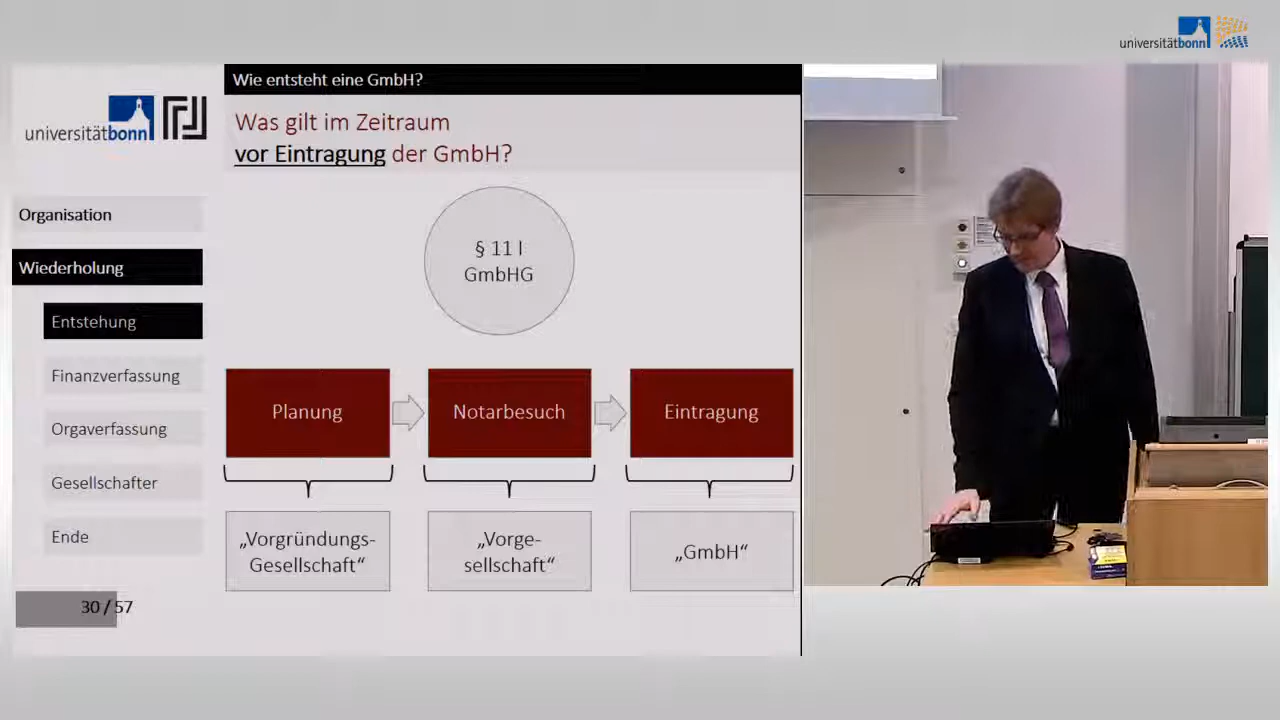 universitätbonn
universitätbonn
Wie entsteht eine GmbH?
Was gilt im Zeitraum
vor Eintragung der GmbH?
Organisation
Wiederholung
Entstehung
Finanzverfassung
Orgaverfassung
Gesellschafter
Ende
30 / 57
§ 11 I
GmbHG
Planung
Notarbesuch
Eintragung
„Vorgründungs-
Gesellschaft“
„Vorge-
sellschaft“
„GmbH“